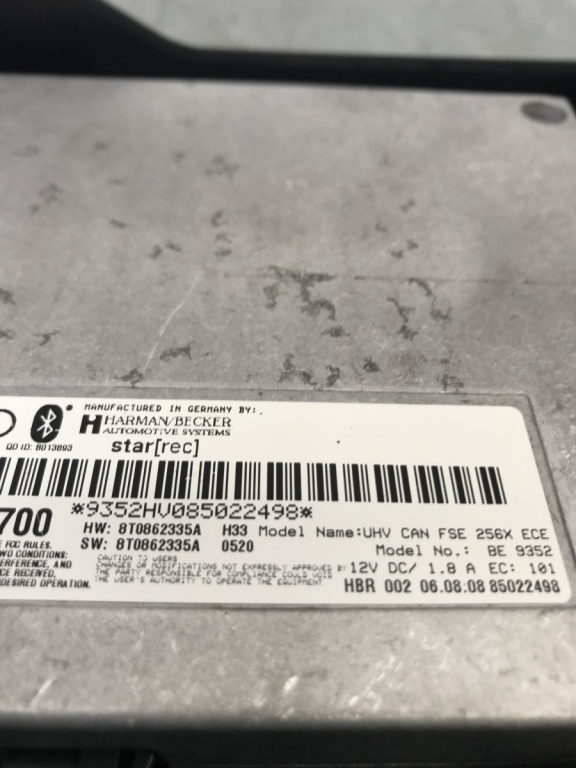 MANUFACTURED IN GERMANY BY:
HARMAN/BECKER
AUTOMOTIVE SYSTEMS
QD ID: B013893
star[rec]
*9352HV085022498*
700
HW: 8T0862335A H33 Model Name:UHV CAN FSE 256X ECE
SW: 8T0862335A 0520 Model No.: BE 9352
E FCC RULES.
WO CONDITIONS:
ERFERENCE, AND
CE RECEIVED,
DESIRED OPERATION.
CAUTION TO USERS
CHANGES OR MODIFICATIONS NOT EXPRESSLY APPROVED BY
THE PARTY RESPONSIBLE FOR COMPLIANCE COULD VOID
THE USER'S AUTHORITY TO OPERATE THE EQUIPMENT
12V DC/ 1.8 A EC: 101
HBR 002 06.08.08 85022498